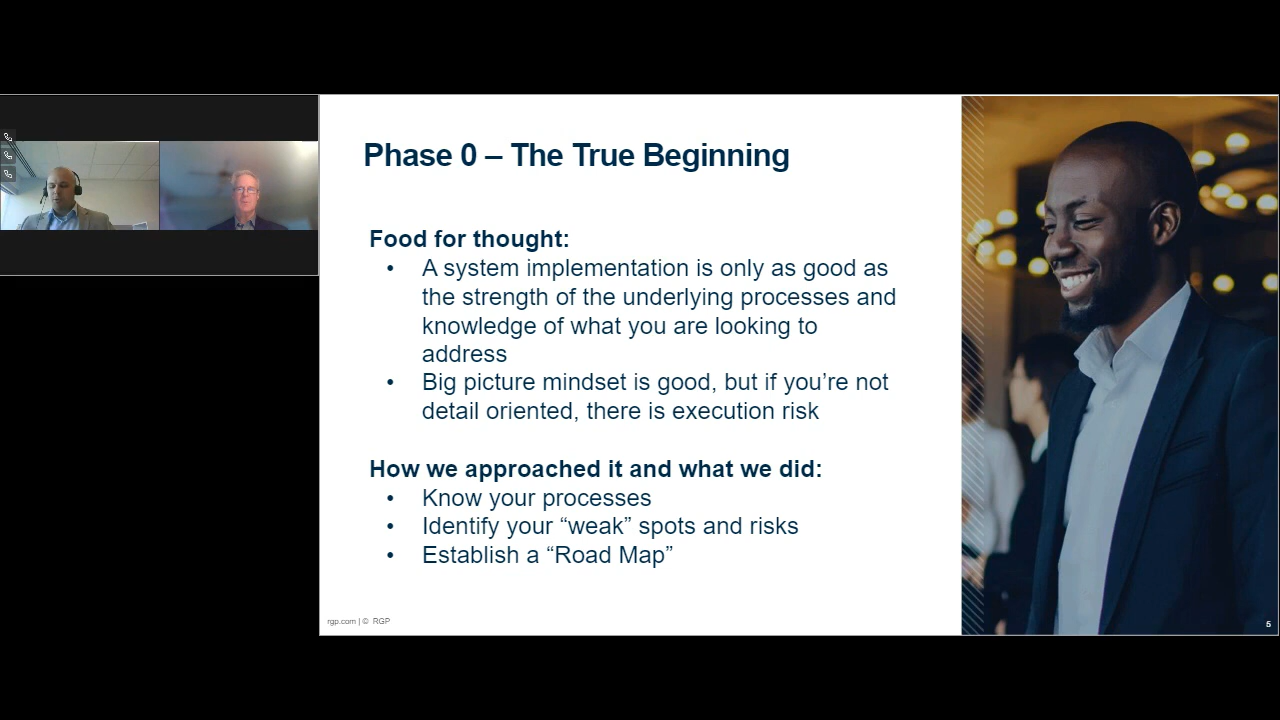 Phase 0 – The True Beginning
Food for thought:
• A system implementation is only as good as
the strength of the underlying processes and
knowledge of what you are looking to
address
• Big picture mindset is good, but if you’re not
detail oriented, there is execution risk
How we approached it and what we did:
• Know your processes
• Identify your “weak” spots and risks
• Establish a “Road Map”
rgp.com | © RGP
5